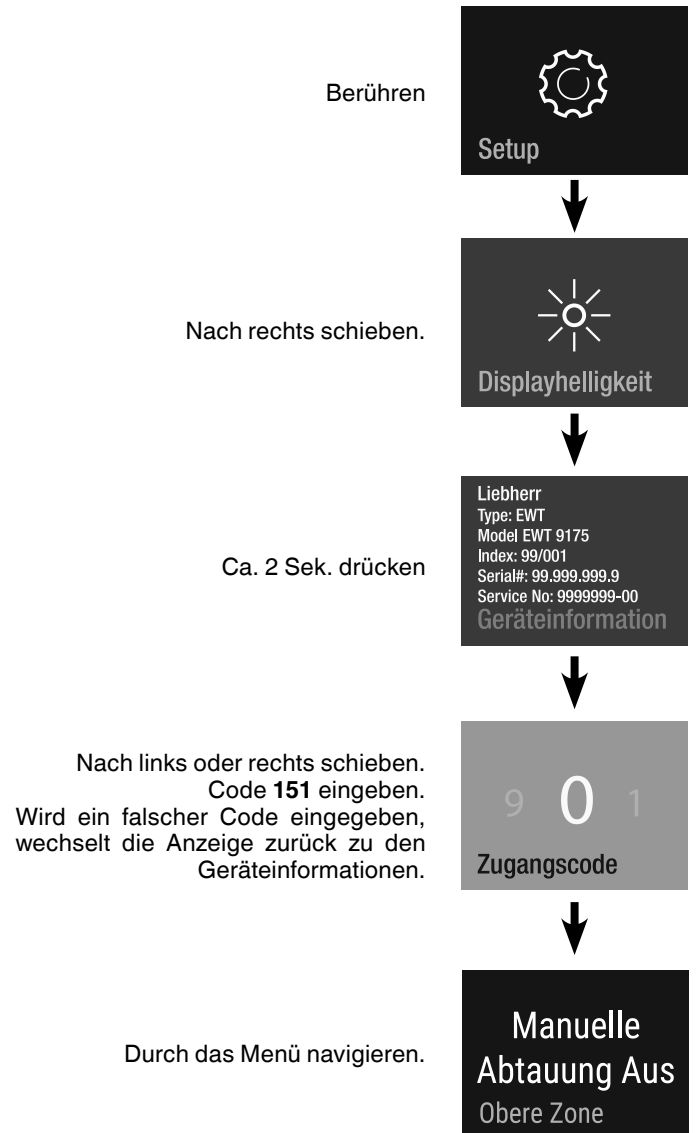 Berühren
Setup
Nach rechts schieben.
Displayhelligkeit
Ca. 2 Sek. drücken
Liebherr
Type: EWT
Model EWT 9175
Index: 99/001
Serial#: 99.999.999.9
Service No: 9999999-00
Geräteinformation
Nach links oder rechts schieben.
Code 151 eingeben.
Wird ein falscher Code eingegeben,
wechselt die Anzeige zurück zu den
Geräteinformationen.
9 0 1
Zugangscode
Durch das Menü navigieren.
Manuelle
Abtauung Aus
Obere Zone